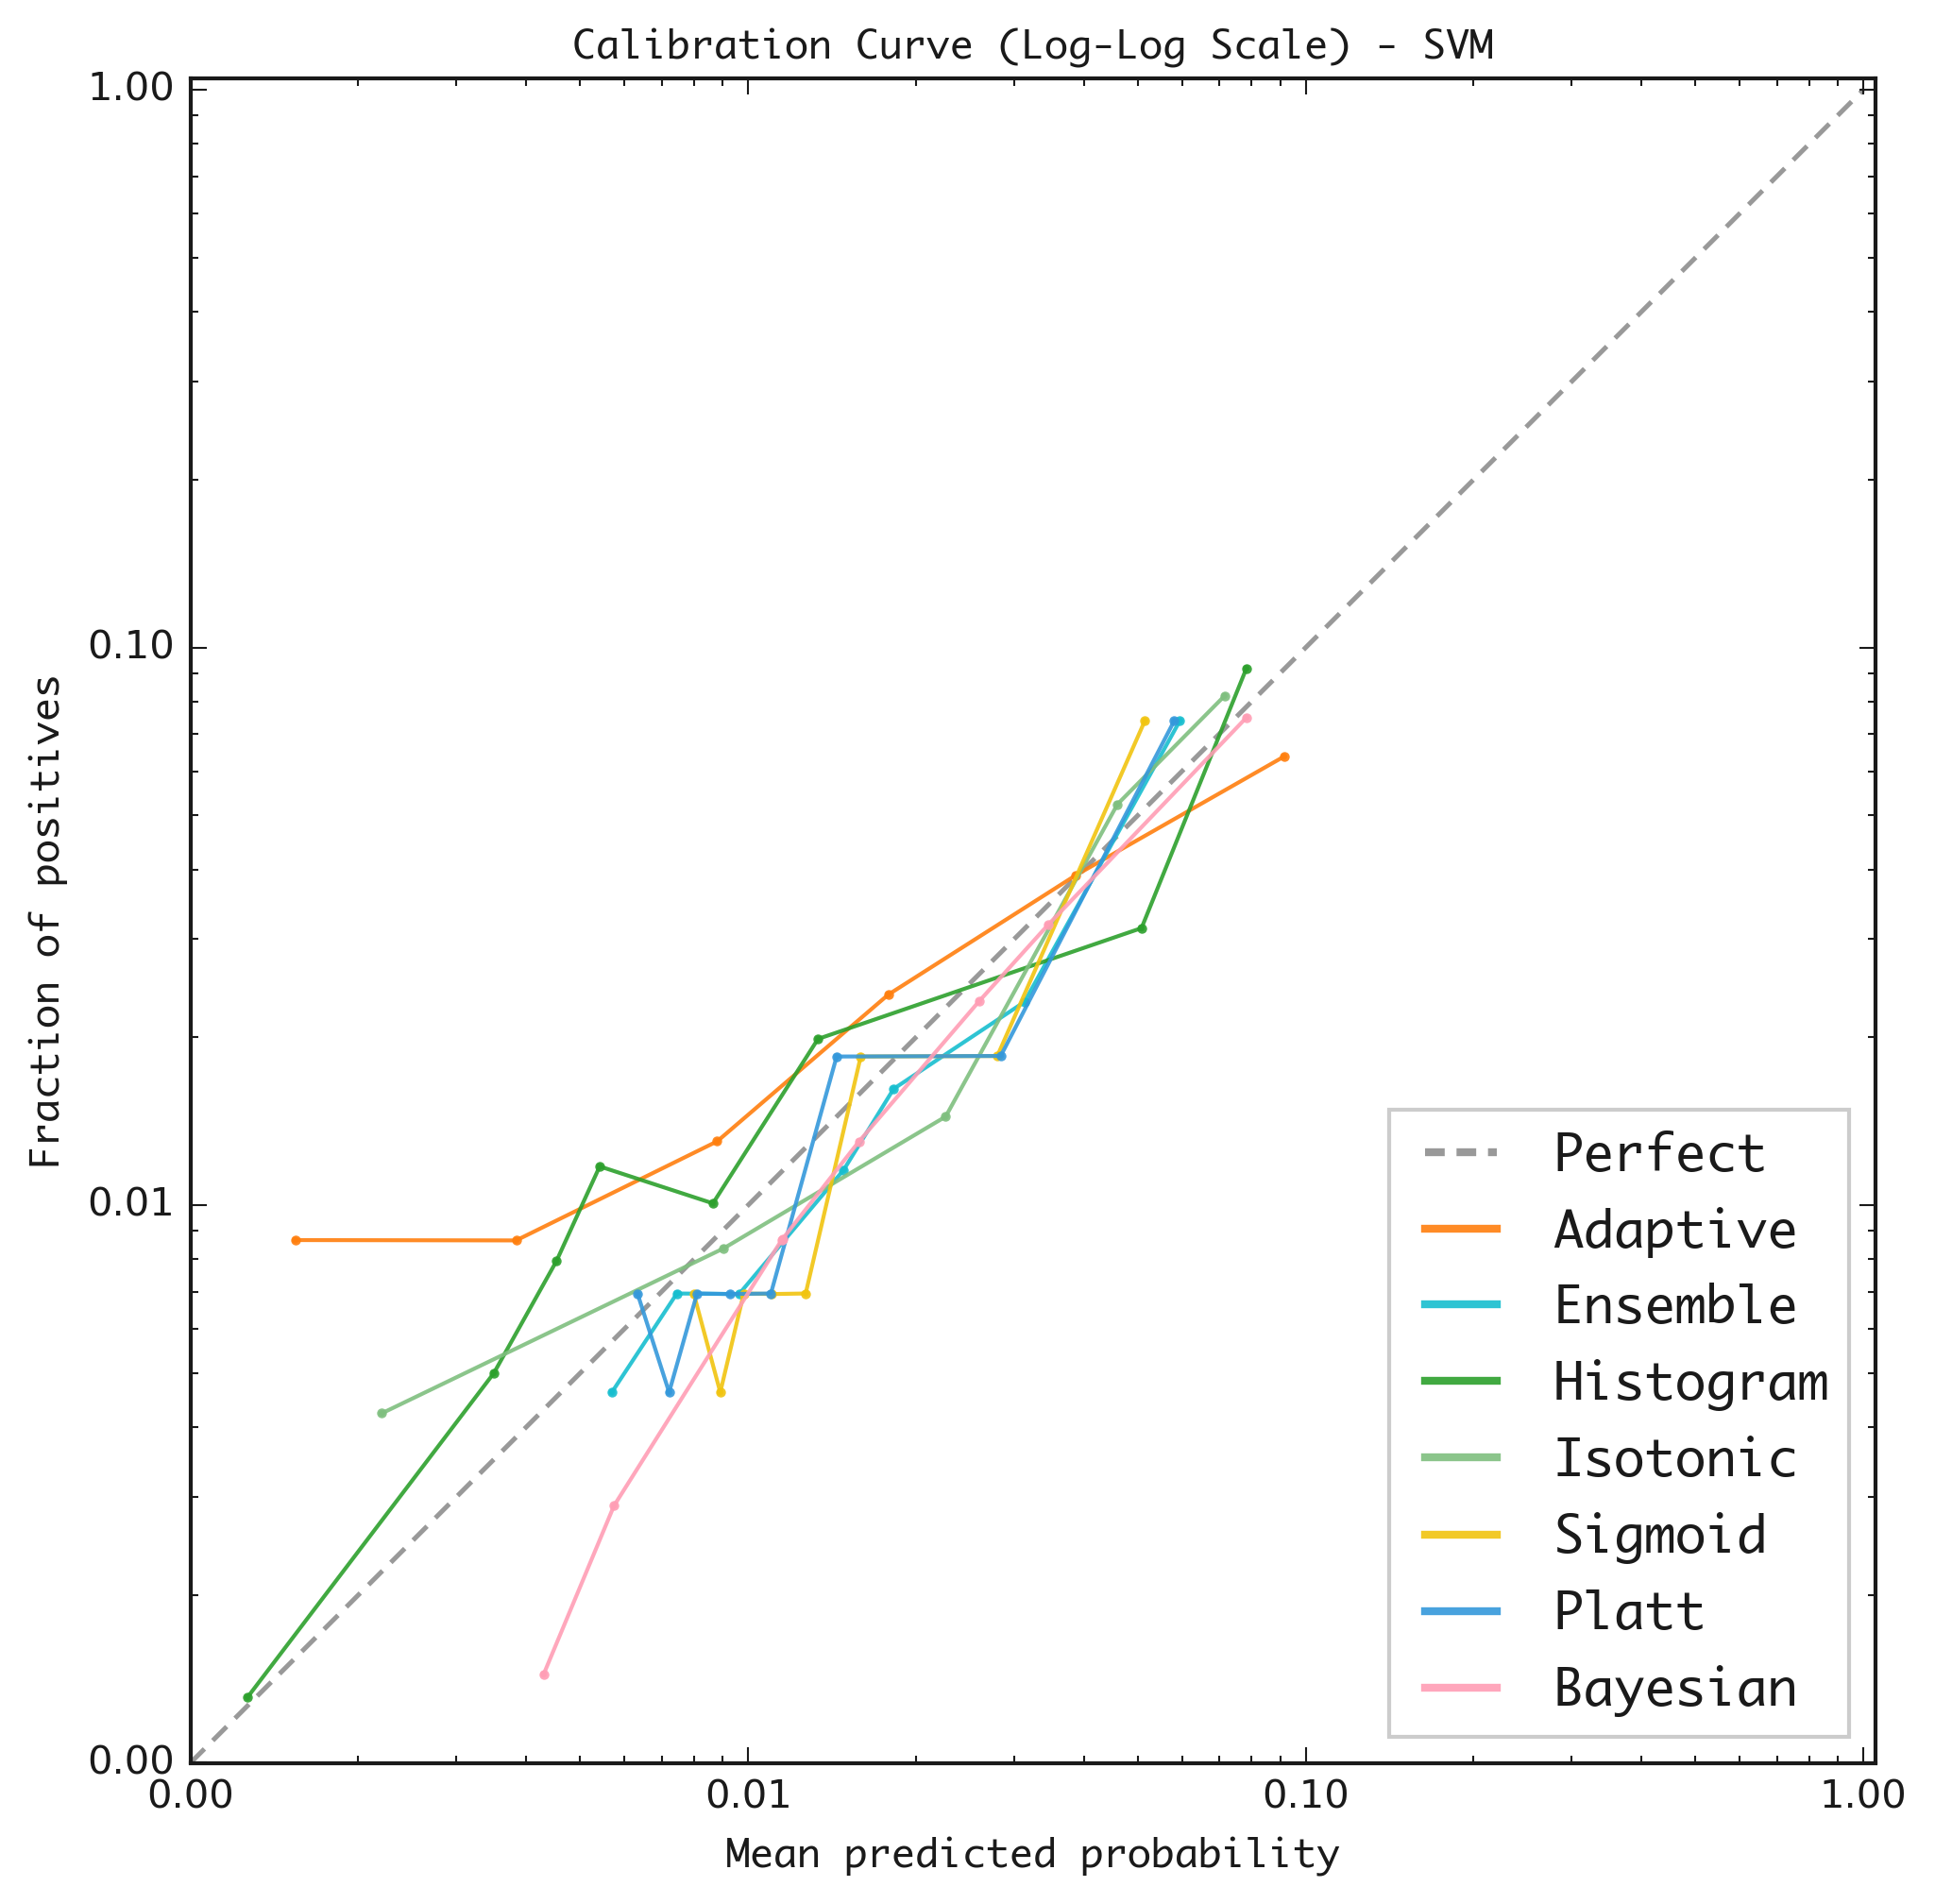 Calibration Curve (Log-Log Scale) - SVM
1.00
0.10
0.01
0.00
Fraction of positives
0.00 0.01 0.10 1.00
Mean predicted probability
Perfect
Adaptive
Ensemble
Histogram
Isotonic
Sigmoid
Platt
Bayesian